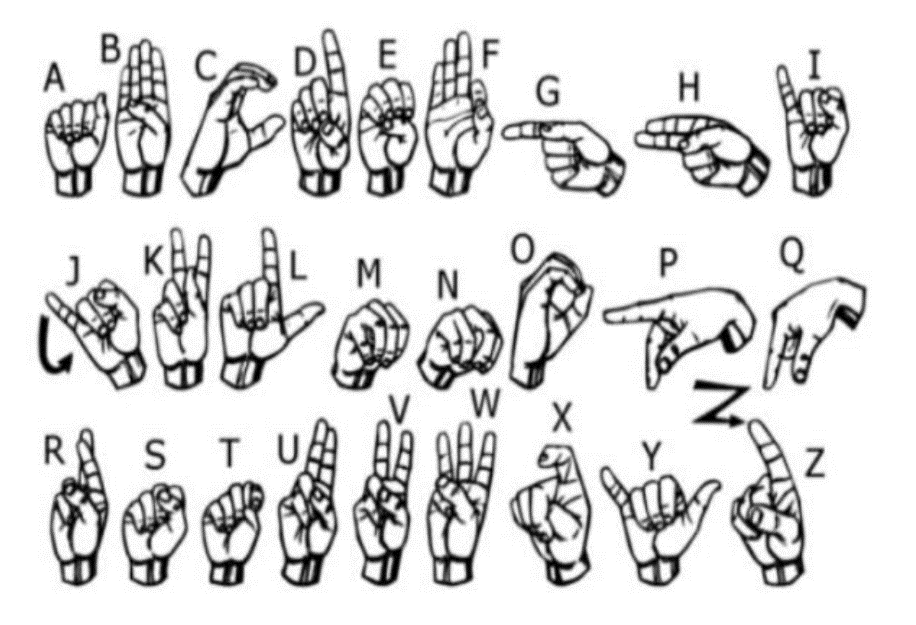 A B C D E F G H I
J K L M N O P Q
R S T U V W X Y Z